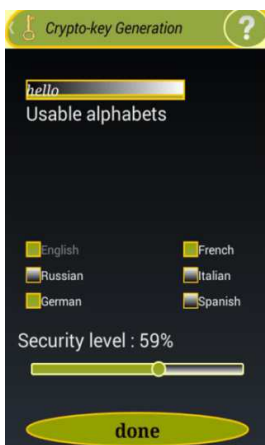 Crypto-key Generation ?
hello
Usable alphabets
English French
Russian Italian
German Spanish
Security level : 59%
done